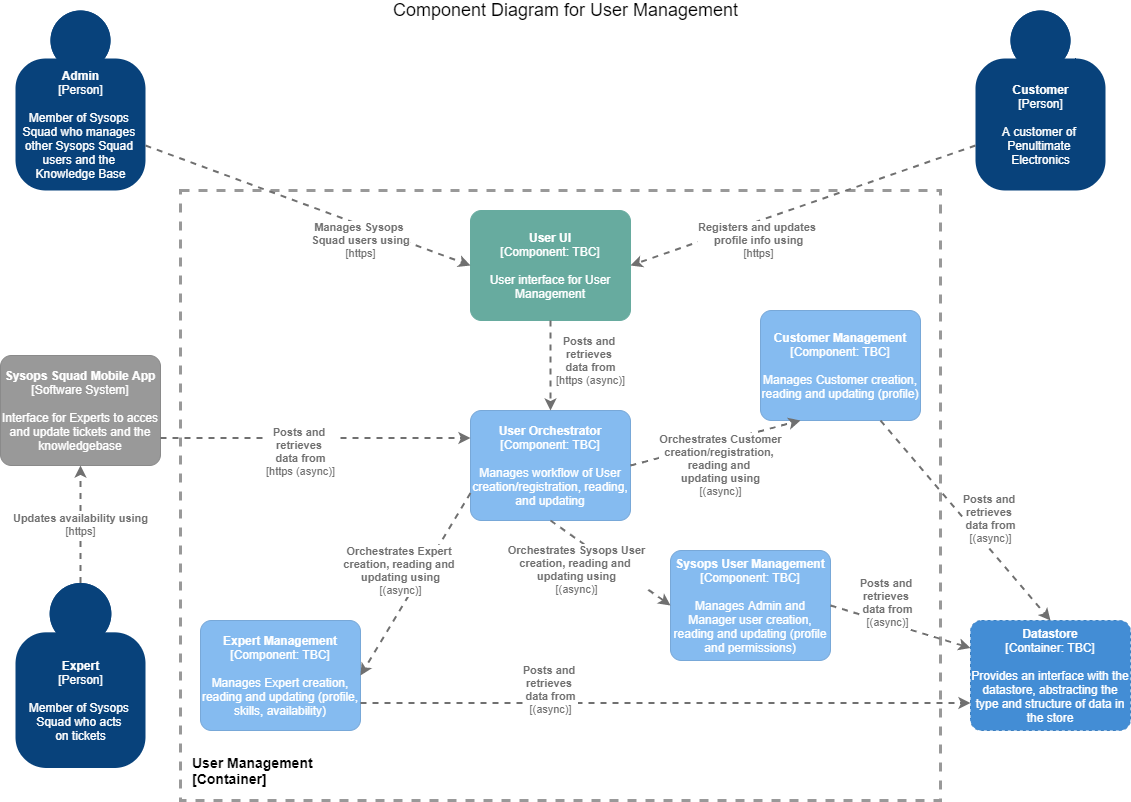 Component Diagram for User Management
Admin
[Person]
Member of Sysops
Squad who manages
other Sysops Squad
users and the
Knowledge Base
Customer
[Person]
A customer of
Penultimate
Electronics
Manages Sysops
Squad users using
[https]
User UI
[Component: TBC]
User interface for User
Management
Registers and updates
profile info using
[https]
Posts and
retrieves
data from
[https (async)]
Customer Management
[Component: TBC]
Manages Customer creation,
reading and updating (profile)
Sysops Squad Mobile App
[Software System]
Interface for Experts to acces
and update tickets and the
knowledgebase
Posts and
retrieves
data from
[https (async)]
User Orchestrator
[Component: TBC]
Manages workflow of User
creation/registration, reading,
and updating
Orchestrates Customer
creation/registration,
reading and
updating using
[(async)]
Posts and
retrieves
data from
[(async)]
Updates availability using
[https]
Orchestrates Expert
creation, reading and
updating using
[(async)]
Orchestrates Sysops User
creation, reading and
updating using
[(async)]
Sysops User Management
[Component: TBC]
Manages Admin and
Manager user creation,
reading and updating (profile
and permissions)
Posts and
retrieves
data from
[(async)]
Expert
[Person]
Member of Sysops
Squad who acts
on tickets
Expert Management
[Component: TBC]
Manages Expert creation,
reading and updating (profile,
skills, availability)
Posts and
retrieves
data from
[(async)]
Datastore
[Container: TBC]
Provides an interface with the
datastore, abstracting the
type and structure of data in
the store
User Management
[Container]